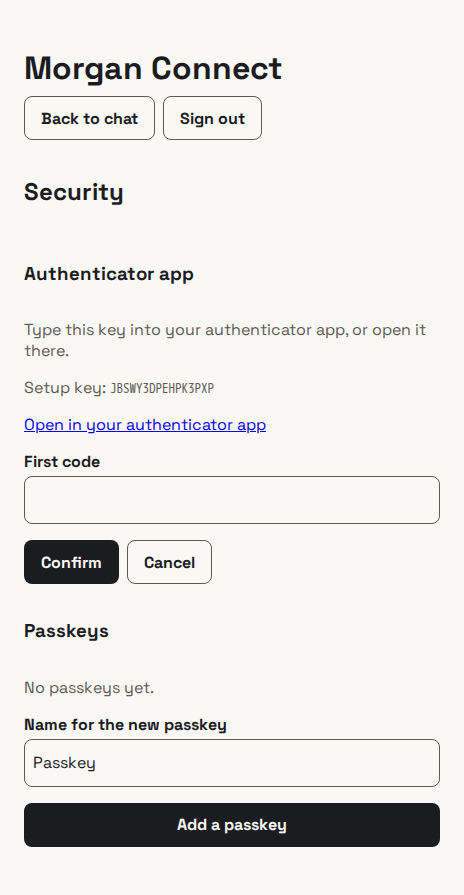 Morgan Connect
Back to chat
Sign out
Security
Authenticator app
Type this key into your authenticator app, or open it
there.
Setup key: JBSWY3DPEHPK3PXP
Open in your authenticator app
First code
Confirm
Cancel
Passkeys
No passkeys yet.
Name for the new passkey
Passkey
Add a passkey